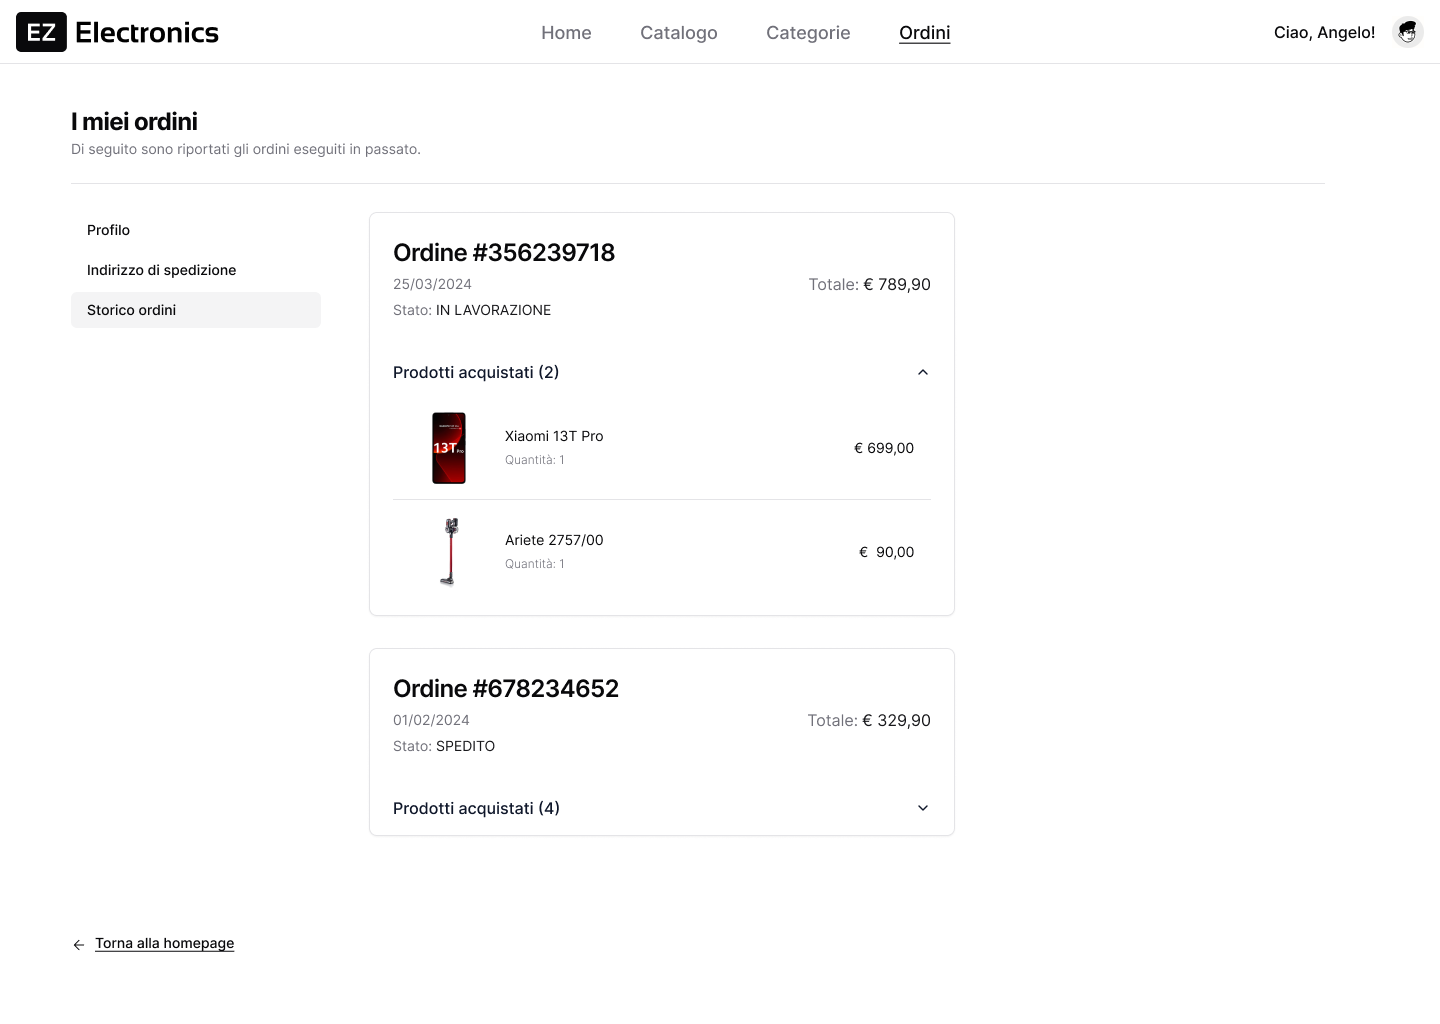 EZ Electronics
Home Catalogo Categorie Ordini
Ciao, Angelo!
I miei ordini
Di seguito sono riportati gli ordini eseguiti in passato.
Profilo
Indirizzo di spedizione
Storico ordini
Ordine #356239718
25/03/2024
Totale: € 789,90
Stato: IN LAVORAZIONE
Prodotti acquistati (2)
13T Pro
Xiaomi 13T Pro
Quantità: 1
€ 699,00
Ariete 2757/00
Quantità: 1
€ 90,00
Ordine #678234652
01/02/2024
Totale: € 329,90
Stato: SPEDITO
Prodotti acquistati (4)
Torna alla homepage